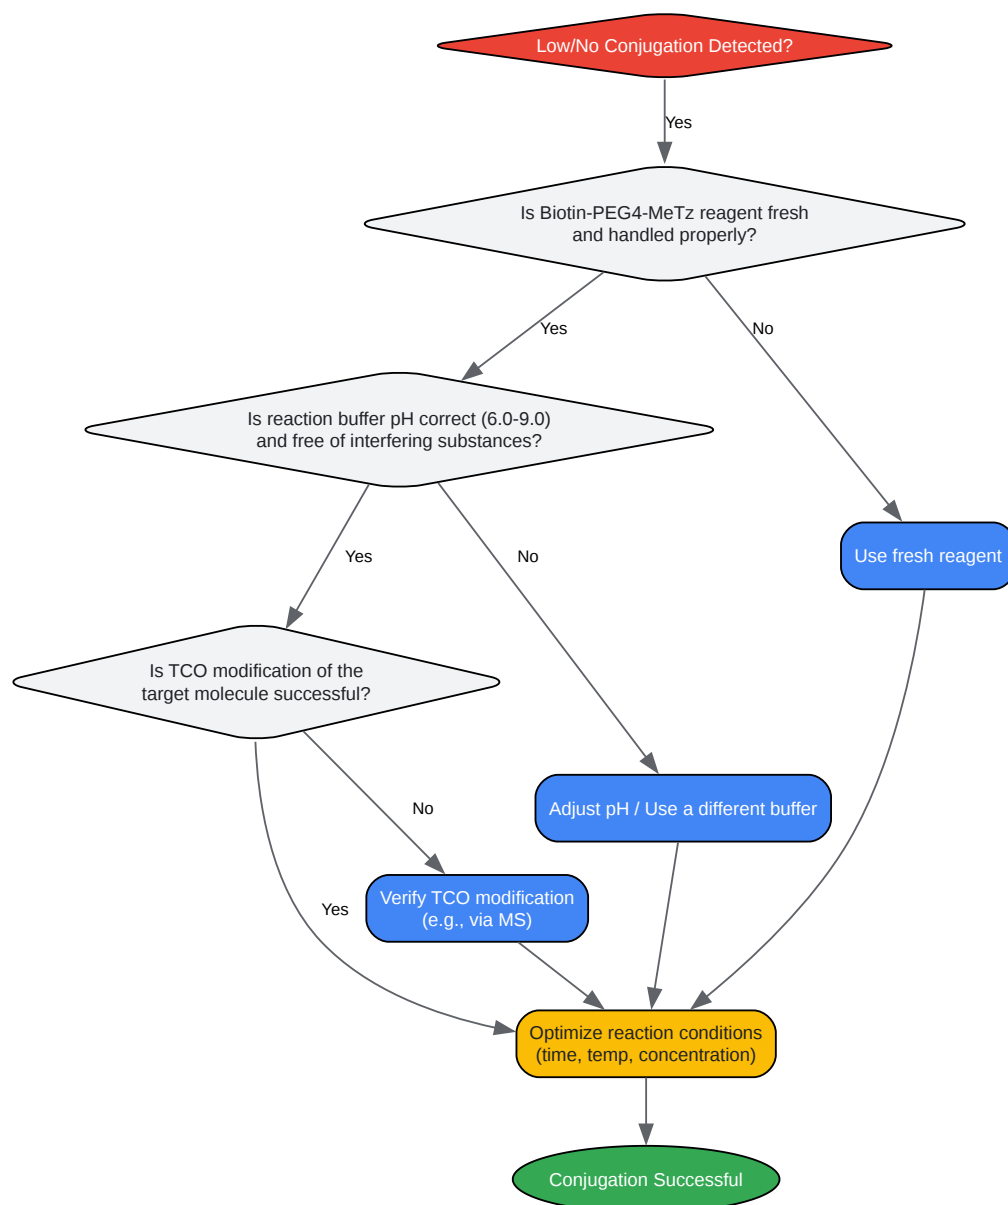 Low/No Conjugation Detected?
Yes
Is Biotin-PEG4-MeTz reagent fresh
and handled properly?
Yes
No
Is reaction buffer pH correct (6.0-9.0)
and free of interfering substances?
Yes
No
Use fresh reagent
Is TCO modification of the
target molecule successful?
No
Adjust pH / Use a different buffer
Yes
Verify TCO modification
(e.g., via MS)
Optimize reaction conditions
(time, temp, concentration)
Conjugation Successful